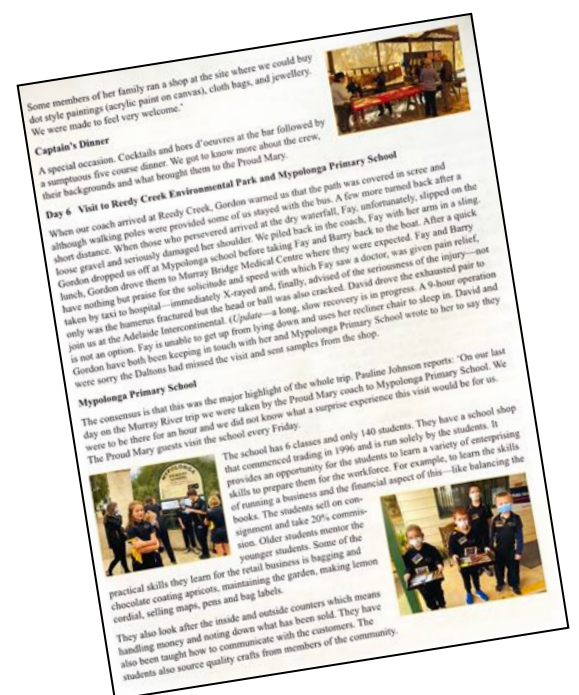 Some members of her family ran a shop at the site where we could buy
dot style paintings (acrylic paint on canvas), cloth bags, and jewellery.
We were made to feel very welcome.'
Captain's Dinner
A special occasion. Cocktails and hors d'oeuvres at the bar followed by
a sumptuous five course dinner. We got to know more about the crew,
their backgrounds and what brought them to the Proud Mary.
Day 6 Visit to Reedy Creek Environmental Park and Mypolonga Primary School
When our coach arrived at Reedy Creek, Gordon warned us that the path was covered in scree and
although walking poles were provided some of us stayed with the bus. A few more turned back after a
short distance. When those who persevered arrived at the dry waterfall, Fay, unfortunately, slipped on the
loose gravel and seriously damaged her shoulder. We piled back in the coach, Fay with her arm in a sling.
Gordon dropped us off at Mypolonga school before taking Fay and Barry back to the boat. After a quick
lunch, Gordon drove them to Murray Bridge Medical Centre where they were expected. Fay and Barry
have nothing but praise for the solicitude and speed with which Fay saw a doctor, was given pain relief,
taken by taxi to hospital—immediately X-rayed and, finally, advised of the seriousness of the injury—not
only was the humerus fractured but the head or ball was also cracked. David drove the exhausted pair to
join us at the Adelaide Intercontinental. (Update—a long, slow recovery is in progress. A 9-hour operation
is not an option. Fay is unable to get up from lying down and uses her recliner chair to sleep in. David and
Gordon have both been keeping in touch with her and Mypolonga Primary School wrote to her to say they
were sorry the Daltons had missed the visit and sent samples from the shop.
Mypolonga Primary School
The consensus is that this was the major highlight of the whole trip. Pauline Johnson reports: 'On our last
day on the Murray River trip we were taken by the Proud Mary coach to Mypolonga Primary School. We
were to be there for an hour and we did not know what a surprise experience this visit would be for us.
The Proud Mary guests visit the school every Friday.
The school has 6 classes and only 140 students. They have a school shop
that commenced trading in 1996 and is run solely by the students. It
provides an opportunity for the students to learn a variety of enterprising
skills to prepare them for the workforce. For example, to learn the skills
of running a business and the financial aspect of this—like balancing the
books. The students sell on con-
signment and take 20% commis-
sion. Older students mentor the
younger students. Some of the
practical skills they learn for the retail business is bagging and
chocolate coating apricots, maintaining the garden, making lemon
cordial, selling maps, pens and bag labels.
They also look after the inside and outside counters which means
handling money and noting down what has been sold. They have
also been taught how to communicate with the customers. The
students also source quality crafts from members of the community.
MYPOLONGA